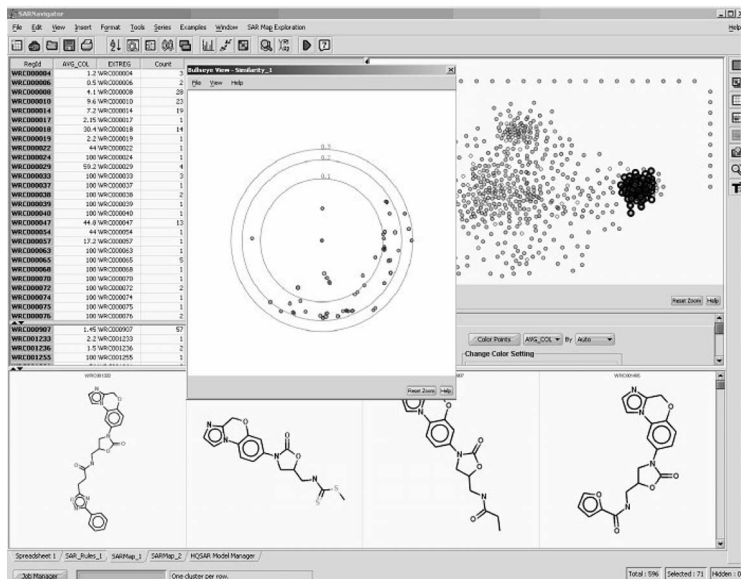 SARNavigator
File Edit View Insert Format Tools Series Examples Window SAR Map Exploration Help
RegId AVG_COL EXTREG Count
WRC000004 1.2 WRC000004 3
WRC000006 0.5 WRC000006 2
WRC000008 4.1 WRC000008 28
WRC000010 9.6 WRC000010 23
WRC000014 7.2 WRC000014 19
WRC000017 2.15 WRC000017 1
WRC000018 30.4 WRC000018 14
WRC000019 2.2 WRC000019 1
WRC000022 44 WRC000022 1
WRC000024 100 WRC000024 1
WRC000029 59.2 WRC000029 4
WRC000033 100 WRC000033 3
WRC000037 100 WRC000037 1
WRC000038 100 WRC000038 2
WRC000039 100 WRC000039 1
WRC000040 100 WRC000040 1
WRC000047 44.8 WRC000047 13
WRC000054 44 WRC000054 1
WRC000057 17.2 WRC000057 1
WRC000063 100 WRC000063 1
WRC000065 100 WRC000065 5
WRC000068 100 WRC000068 1
WRC000070 100 WRC000070 1
WRC000072 100 WRC000072 2
WRC000074 100 WRC000074 1
WRC000075 100 WRC000075 1
WRC000076 100 WRC000076 2
WRC000907 1.45 WRC000907 57
WRC001233 2.2 WRC001233 1
WRC001236 1.5 WRC001236 2
WRC001255 100 WRC001255 1
Bullseye View - Similarity_1
File View Help
0.3
0.2
0.1
Reset Zoom Help
Reset Zoom Help
Color Points AVG_COL By Auto
Change Color Setting
N
O
N
N
O
O
N
O
N
N
O
N
O
O
N
S
S
N
N
O
O
N
O
N
N
O
N
O
O
N
O
O
Spreadsheet 1 SAR_Rules_1 SARMap_1 SARMap_2 HQSAR Model Manager
Job Manager One cluster per row. Total : 596 Selected : 71 Hidden : 0